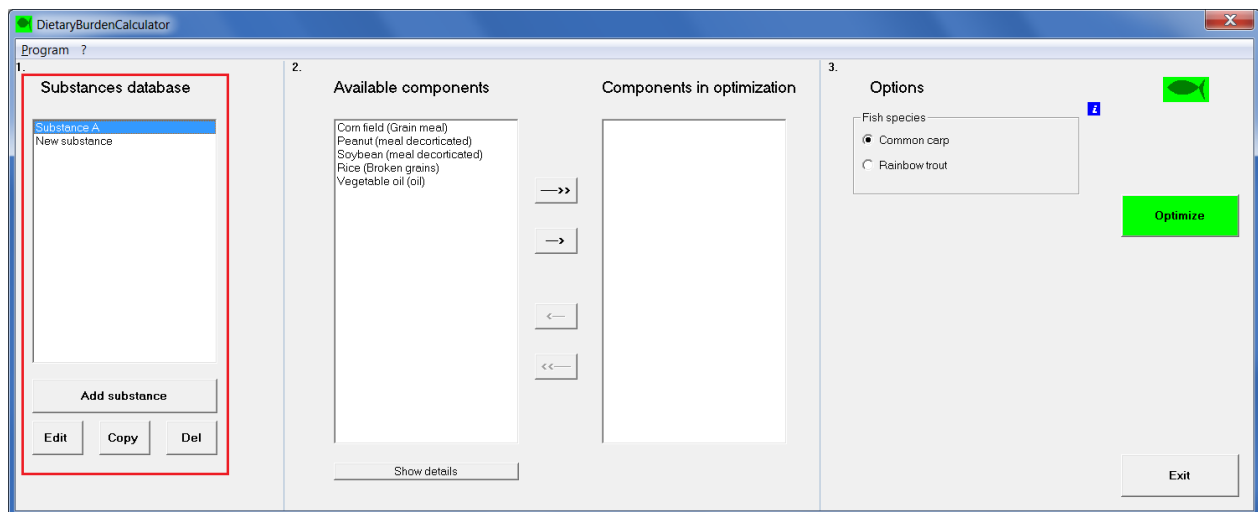 DietaryBurdenCalculator
X
Program ?
1.
Substances database
Substance A
New substance
Add substance
Edit Copy Del
2.
Available components
Corn field (Grain meal)
Peanut (meal decorticated)
Soybean (meal decorticated)
Rice (Broken grains)
Vegetable oil (oil)
Show details
—>>
—>
<—
<<—
Components in optimization
3.
Options
Fish species
Common carp
Rainbow trout
i
Optimize
Exit